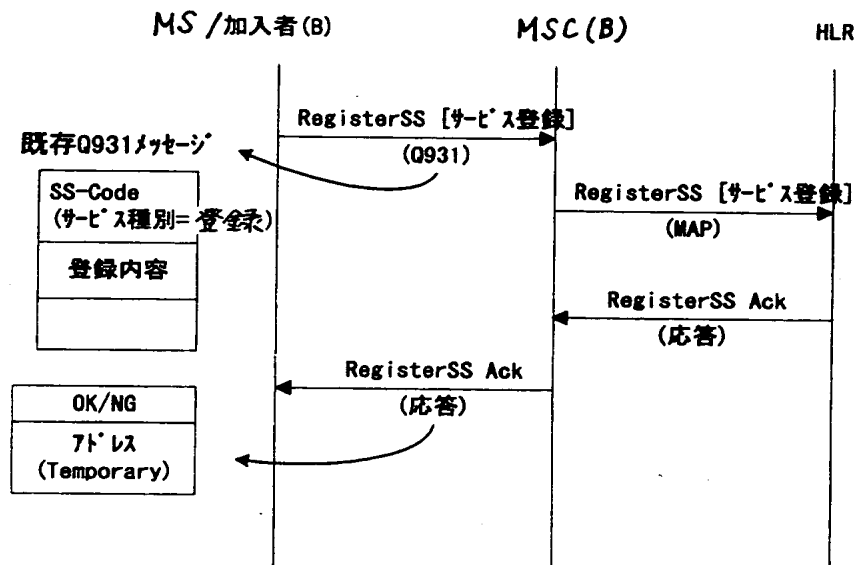 MS/加入者(B)
MSC(B)
HLR
RegisterSS [サービス登録]
(Q931)
既存Q931メッセージ
SS-Code
(サービス種別=登録)
登録内容
RegisterSS [サービス登録]
(MAP)
RegisterSS Ack
(応答)
RegisterSS Ack
(応答)
OK/NG
アドレス
(Temporary)